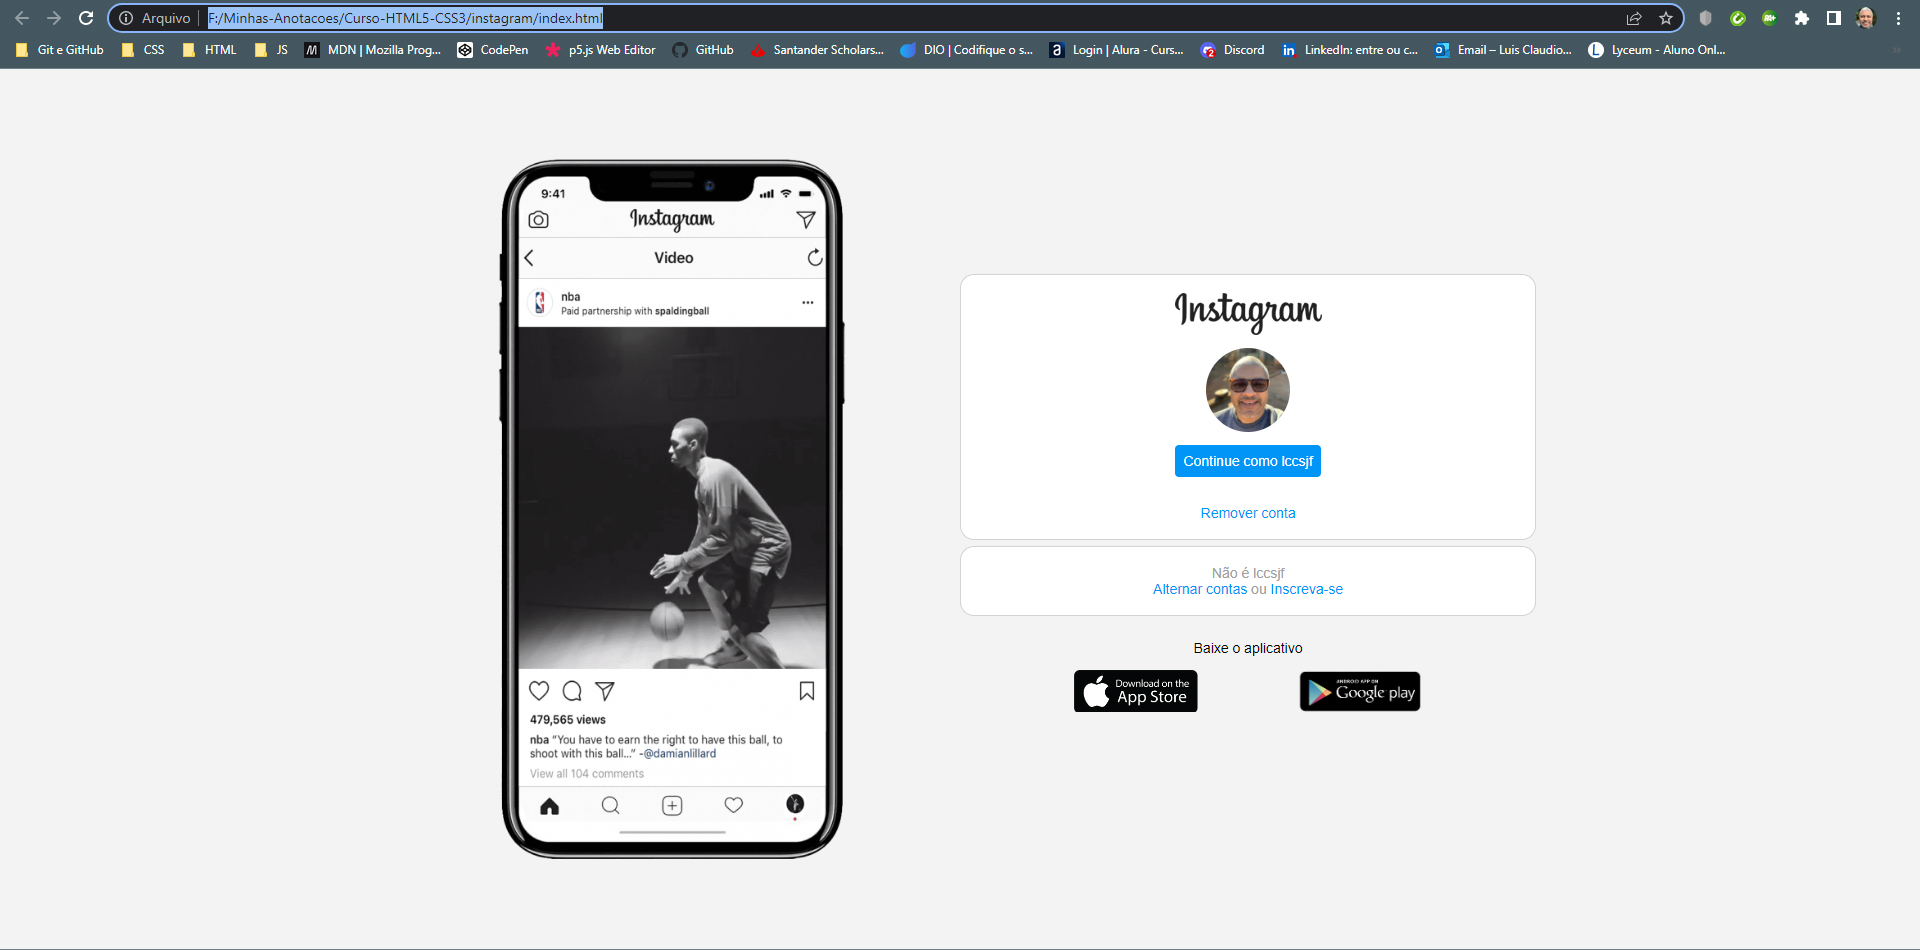 Arquivo F:/Minhas-Anotacoes/Curso-HTML5-CSS3/instagram/index.html
Git e GitHub CSS HTML JS MDN | Mozilla Prog... CodePen p5.js Web Editor GitHub Santander Scholars... DIO | Codifique o s... Login | Alura - Curs... Discord LinkedIn: entre ou c... Email – Luis Claudio... Lyceum - Aluno Onl...
9:41
Instagram
Video
nba
Paid partnership with spaldingball
479,565 views
nba “You have to earn the right to have this ball, to
shoot with this ball...” -@damianlillard
View all 104 comments
Instagram
Continue como lccsjf
Remover conta
Não é lccsjf
Alternar contas ou Inscreva-se
Baixe o aplicativo
Download on the
App Store
ANDROID APP ON
Google play